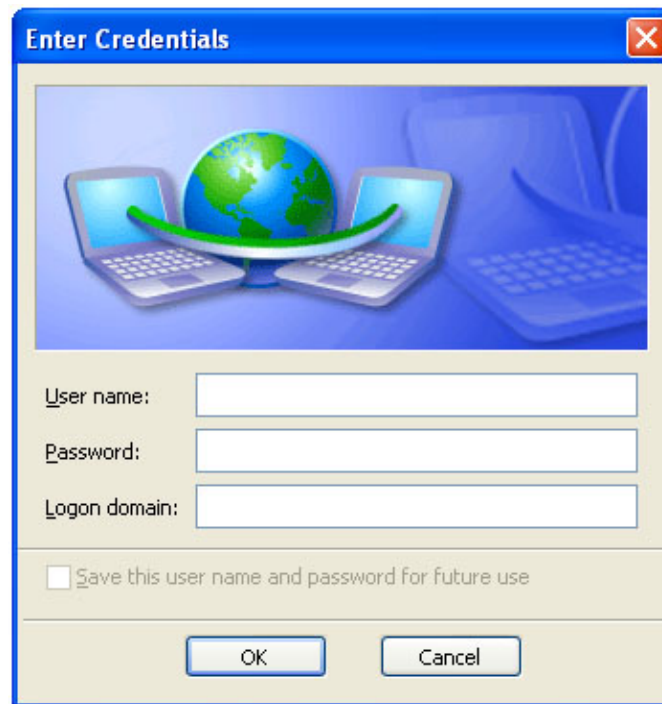 Enter Credentials
User name:
Password:
Logon domain:
Save this user name and password for future use
OK
Cancel